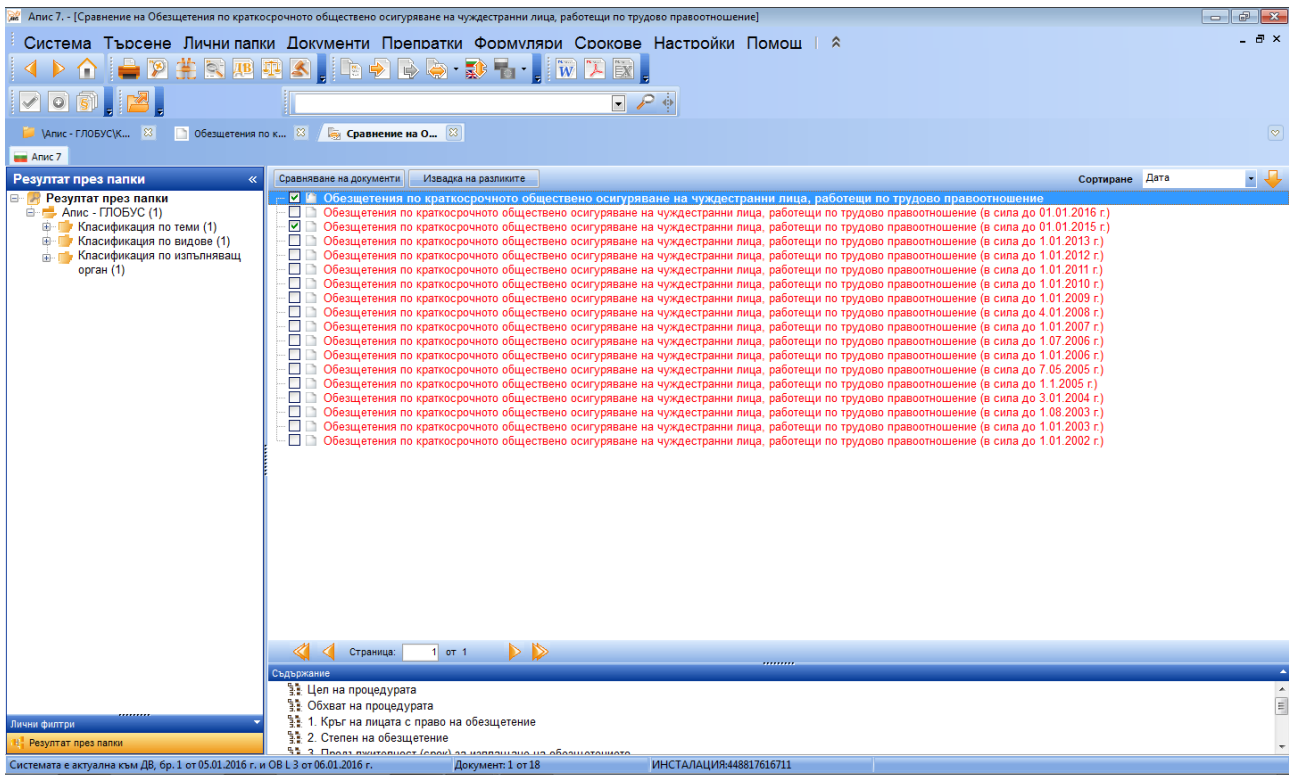 Апис 7. - [Сравнение на Обезщетения по краткосрочното обществено осигуряване на чуждестранни лица, работещи по трудово правоотношение]
Система Търсене Лични папки Документи Препратки Формуляри Срокове Настройки Помощ
\Апис - ГЛОБУС\К... Обезщетения по к... Сравнение на О...
Апис 7
Резултат през папки «
Сравняване на документи Извадка на разликите Сортиране Дата
Резултат през папки
Апис - ГЛОБУС (1)
Класификация по теми (1)
Класификация по видове (1)
Класификация по изпълняващ
орган (1)
Обезщетения по краткосрочното обществено осигуряване на чуждестранни лица, работещи по трудово правоотношение
Обезщетения по краткосрочното обществено осигуряване на чуждестранни лица, работещи по трудово правоотношение (в сила до 01.01.2016 г.)
Обезщетения по краткосрочното обществено осигуряване на чуждестранни лица, работещи по трудово правоотношение (в сила до 01.01.2015 г.)
Обезщетения по краткосрочното обществено осигуряване на чуждестранни лица, работещи по трудово правоотношение (в сила до 1.01.2013 г.)
Обезщетения по краткосрочното обществено осигуряване на чуждестранни лица, работещи по трудово правоотношение (в сила до 1.01.2012 г.)
Обезщетения по краткосрочното обществено осигуряване на чуждестранни лица, работещи по трудово правоотношение (в сила до 1.01.2011 г.)
Обезщетения по краткосрочното обществено осигуряване на чуждестранни лица, работещи по трудово правоотношение (в сила до 1.01.2010 г.)
Обезщетения по краткосрочното обществено осигуряване на чуждестранни лица, работещи по трудово правоотношение (в сила до 1.01.2009 г.)
Обезщетения по краткосрочното обществено осигуряване на чуждестранни лица, работещи по трудово правоотношение (в сила до 4.01.2008 г.)
Обезщетения по краткосрочното обществено осигуряване на чуждестранни лица, работещи по трудово правоотношение (в сила до 1.01.2007 г.)
Обезщетения по краткосрочното обществено осигуряване на чуждестранни лица, работещи по трудово правоотношение (в сила до 1.07.2006 г.)
Обезщетения по краткосрочното обществено осигуряване на чуждестранни лица, работещи по трудово правоотношение (в сила до 1.01.2006 г.)
Обезщетения по краткосрочното обществено осигуряване на чуждестранни лица, работещи по трудово правоотношение (в сила до 7.05.2005 г.)
Обезщетения по краткосрочното обществено осигуряване на чуждестранни лица, работещи по трудово правоотношение (в сила до 1.1.2005 г.)
Обезщетения по краткосрочното обществено осигуряване на чуждестранни лица, работещи по трудово правоотношение (в сила до 3.01.2004 г.)
Обезщетения по краткосрочното обществено осигуряване на чуждестранни лица, работещи по трудово правоотношение (в сила до 1.08.2003 г.)
Обезщетения по краткосрочното обществено осигуряване на чуждестранни лица, работещи по трудово правоотношение (в сила до 1.01.2003 г.)
Обезщетения по краткосрочното обществено осигуряване на чуждестранни лица, работещи по трудово правоотношение (в сила до 1.01.2002 г.)
Страница: 1 от 1
Съдържание
Цел на процедурата
Обхват на процедурата
1. Кръг на лицата с право на обезщетение
2. Степен на обезщетение
3. Продължителност (срок) за изплащане на обезщетението
Лични филтри
Резултат през папки
Системата е актуална към ДВ, бр. 1 от 05.01.2016 г. и ОВ L 3 от 06.01.2016 г. Документ: 1 от 18 ИНСТАЛАЦИЯ:448817616711